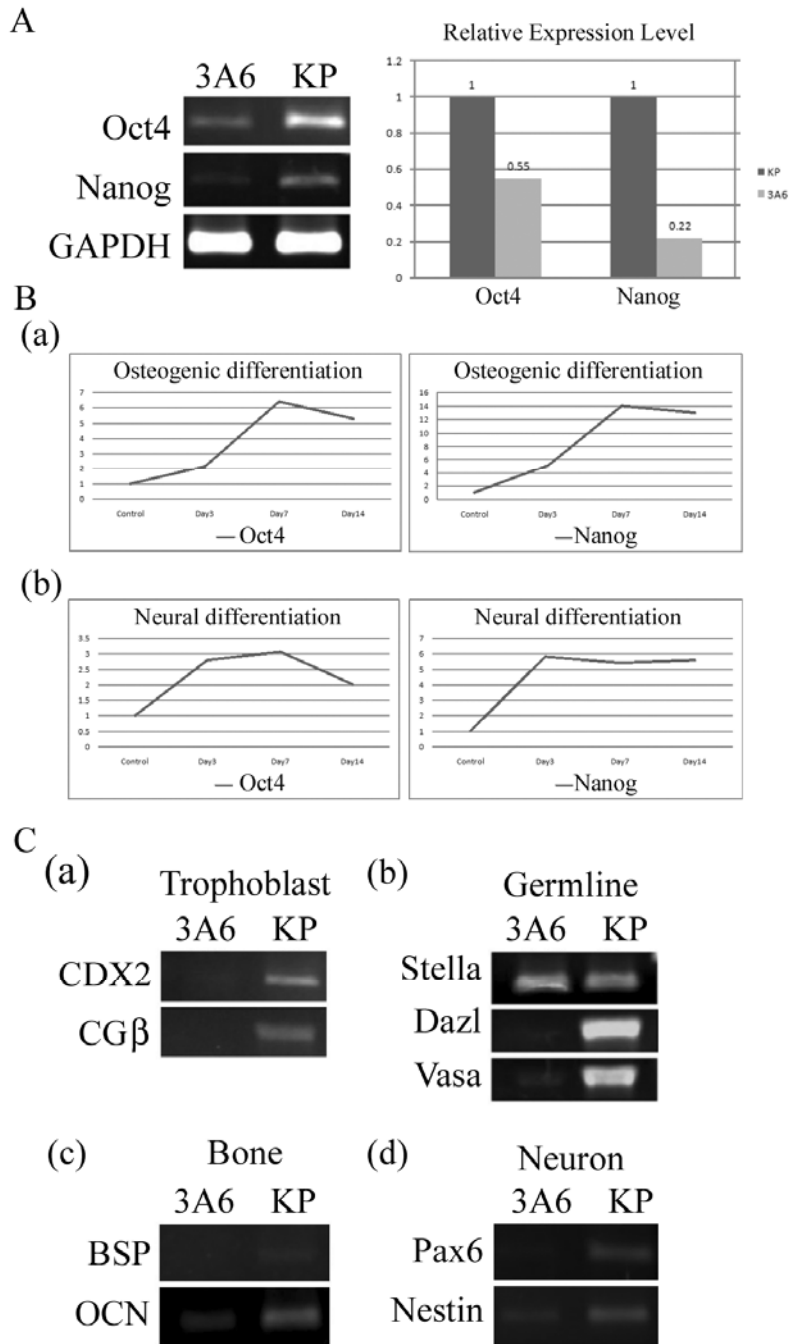 A
3A6 KP
Oct4
Nanog
GAPDH
Relative Expression Level
1.2
1
0.8
0.6
0.4
0.2
0
1
0.55
1
0.22
KP
3A6
Oct4 Nanog
B
(a)
Osteogenic differentiation
7
6
5
4
3
2
1
0
Control Day3 Day7 Day14
Oct4
Osteogenic differentiation
16
14
12
10
8
6
4
2
0
Control Day3 Day7 Day14
Nanog
(b)
Neural differentiation
3.5
3
2.5
2
1.5
1
0.5
0
Control Day3 Day7 Day14
Oct4
Neural differentiation
7
6
5
4
3
2
1
0
Control Day3 Day7 Day14
Nanog
C
(a)
Trophoblast
3A6 KP
CDX2
CGβ
(b)
Germline
3A6 KP
Stella
Dazl
Vasa
(c)
Bone
3A6 KP
BSP
OCN
(d)
Neuron
3A6 KP
Pax6
Nestin